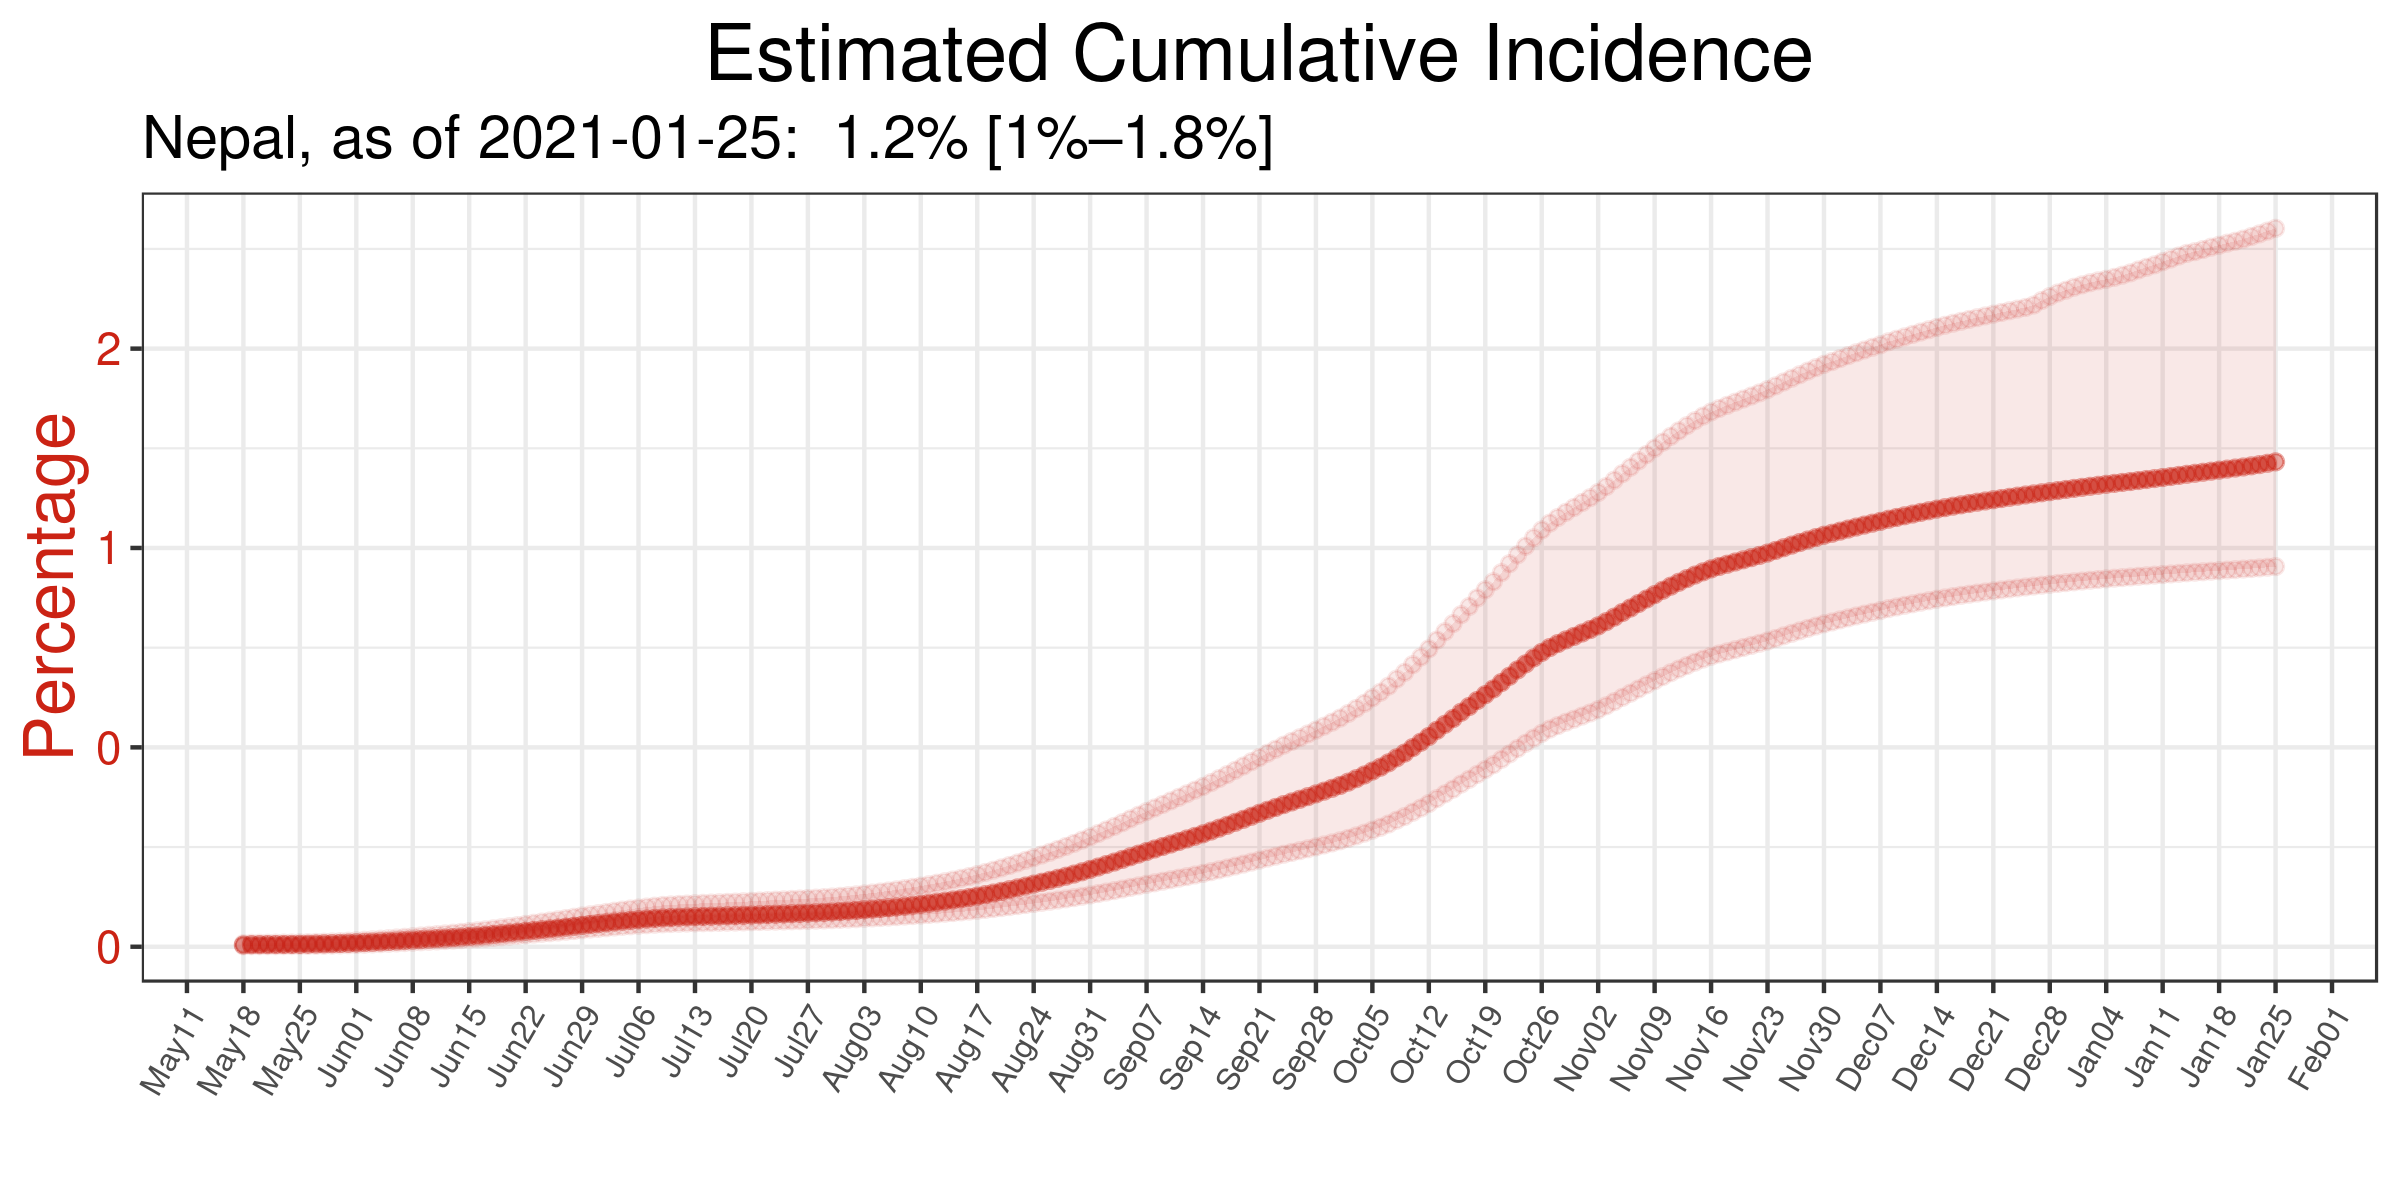 Estimated Cumulative Incidence
Nepal, as of 2021-01-25:  1.2% [1%–1.8%]
Percentage
2
1
0
0
May11 May18 May25 Jun01 Jun08 Jun15 Jun22 Jun29 Jul06 Jul13 Jul20 Jul27 Aug03 Aug10 Aug17 Aug24 Aug31 Sep07 Sep14 Sep21 Sep28 Oct05 Oct12 Oct19 Oct26 Nov02 Nov09 Nov16 Nov23 Nov30 Dec07 Dec14 Dec21 Dec28 Jan04 Jan11 Jan18 Jan25 Feb01